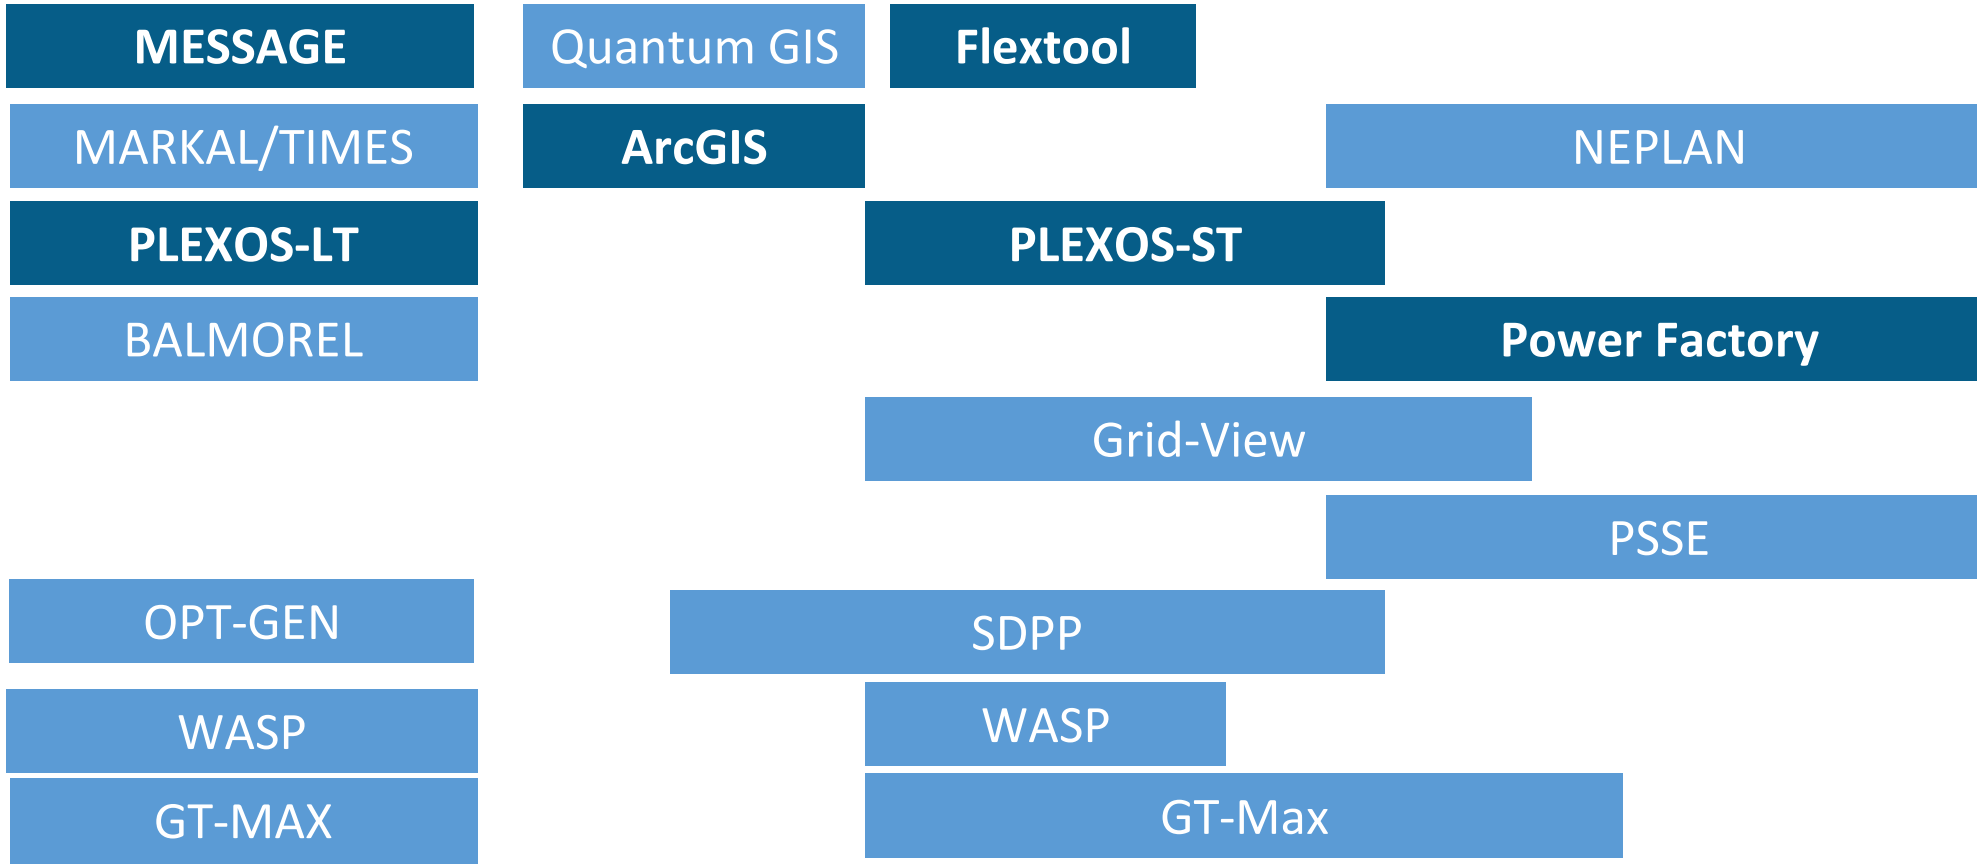 MESSAGE
Quantum GIS
Flextool
MARKAL/TIMES
ArcGIS
NEPLAN
PLEXOS-LT
PLEXOS-ST
BALMOREL
Power Factory
Grid-View
PSSE
OPT-GEN
SDPP
WASP
WASP
GT-MAX
GT-Max